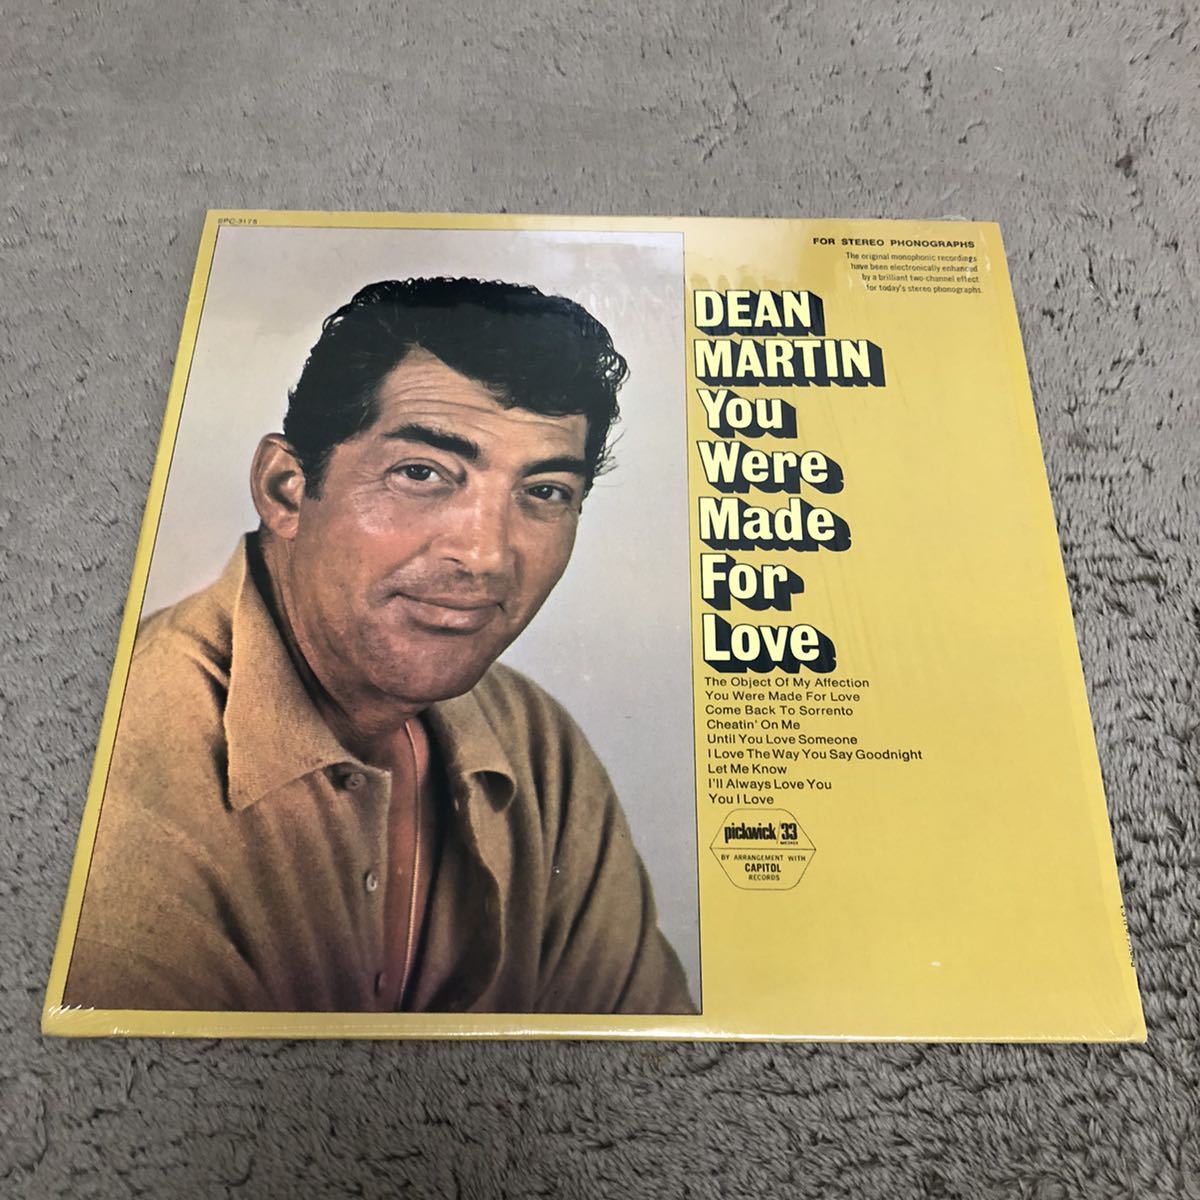 SPC-3175
FOR STEREO PHONOGRAPHS
The original monophonic recordings
have been electronically enhanced
by a brilliant two-channel effect
for today's stereo phonographs.
DEAN
MARTIN
You
Were
Made
For
Love
The Object Of My Affection
You Were Made For Love
Come Back To Sorrento
Cheatin' On Me
Until You Love Someone
I Love The Way You Say Goodnight
Let Me Know
I'll Always Love You
You I Love
pickwick/33
RECORDS
BY ARRANGEMENT WITH
CAPITOL
RECORDS